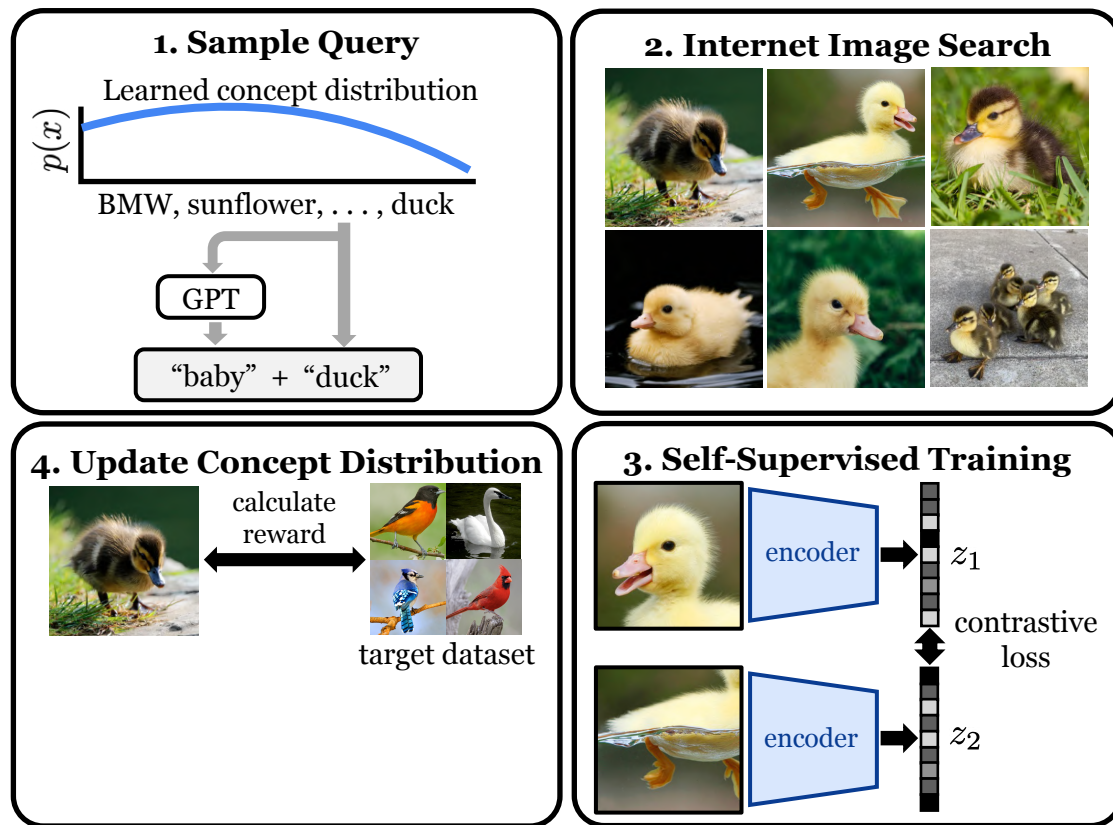 1. Sample Query
Learned concept distribution
p(x)
BMW, sunflower, . . . , duck
GPT
“baby” + “duck”
2. Internet Image Search
3. Self-Supervised Training
encoder
z1
contrastive
loss
encoder
z2
4. Update Concept Distribution
calculate
reward
target dataset